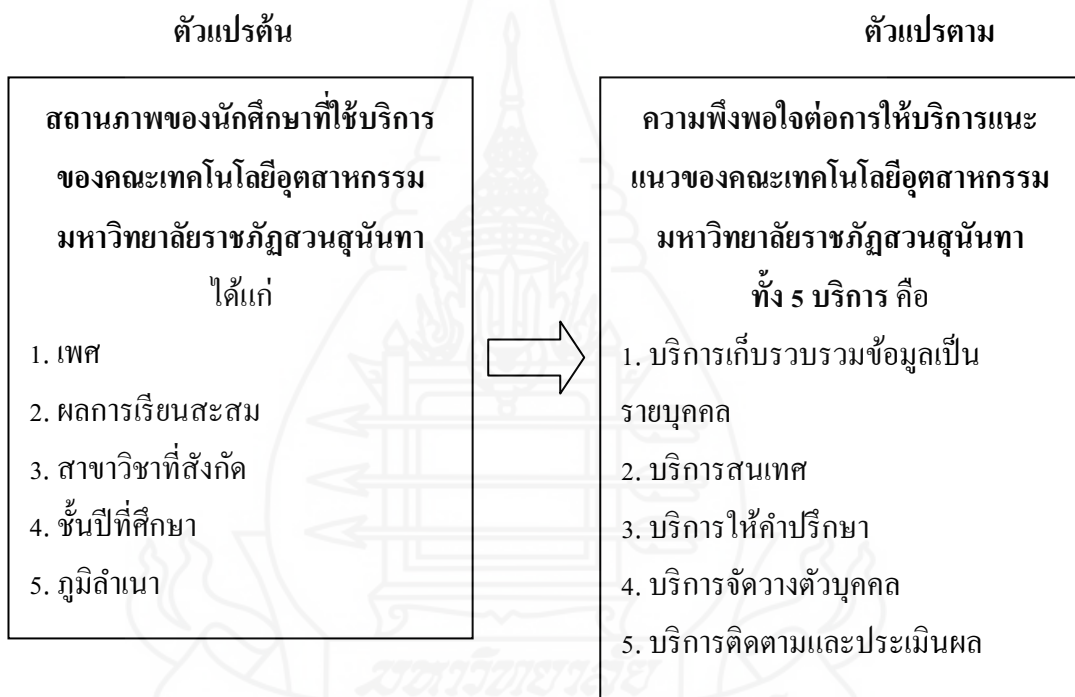 ตัวแปรต้น
ตัวแปรตาม
สถานภาพของนักศึกษาที่ใช้บริการ
ของคณะเทคโนโลยีอุตสาหกรรม
มหาวิทยาลัยราชภัฏสวนสุนันทา
ได้แก่
1. เพศ
2. ผลการเรียนสะสม
3. สาขาวิชาที่สังกัด
4. ชั้นปีที่ศึกษา
5. ภูมิลำเนา
ความพึงพอใจต่อการให้บริการแนะ
แนวของคณะเทคโนโลยีอุตสาหกรรม
มหาวิทยาลัยราชภัฏสวนสุนันทา
ทั้ง 5 บริการ คือ
1. บริการเก็บรวบรวมข้อมูลเป็น
รายบุคคล
2. บริการสนเทศ
3. บริการให้คำปรึกษา
4. บริการจัดวางตัวบุคคล
5. บริการติดตามและประเมินผล
มหาวิทยาลัย